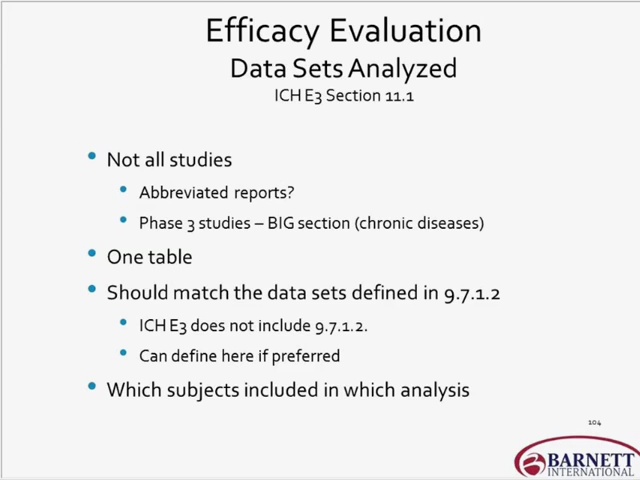 Efficacy Evaluation
Data Sets Analyzed
ICH E3 Section 11.1
• Not all studies
• Abbreviated reports?
• Phase 3 studies – BIG section (chronic diseases)
• One table
• Should match the data sets defined in 9.7.1.2
• ICH E3 does not include 9.7.1.2.
• Can define here if preferred
• Which subjects included in which analysis
104
BARNETT
INTERNATIONAL